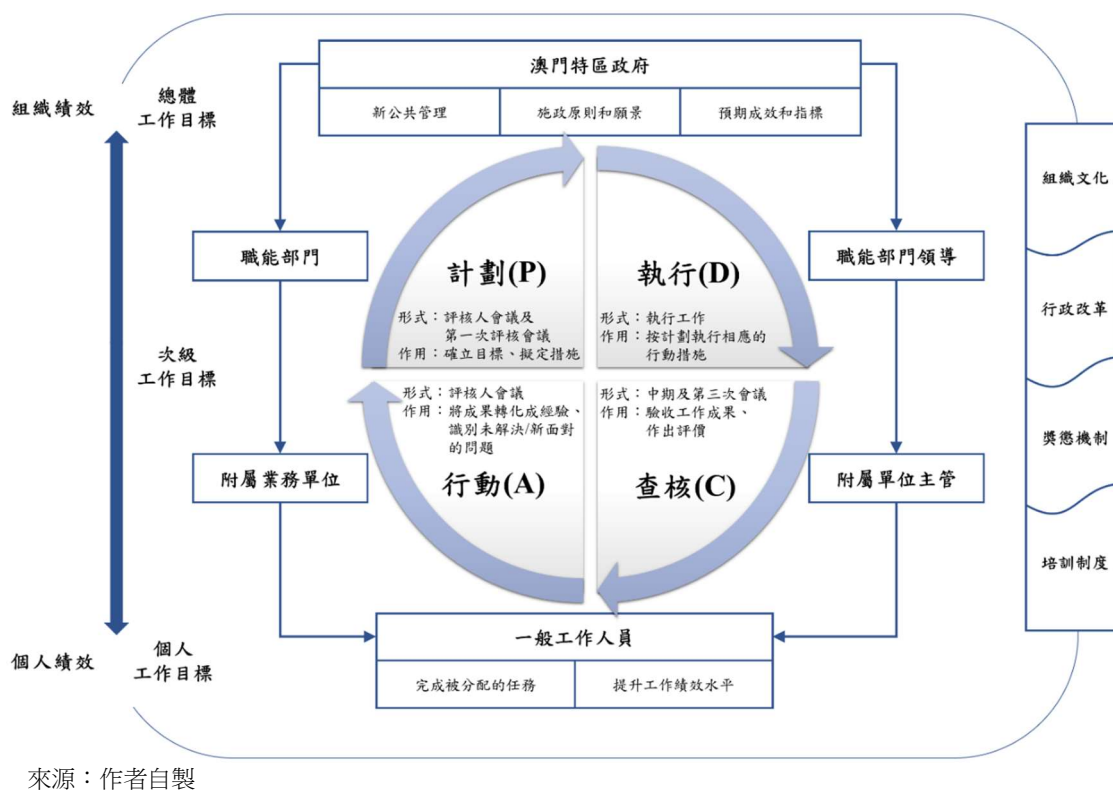 澳門特區政府
新公共管理
施政原則和願景
預期成效和指標
組織績效
總體
工作目標
次級
工作目標
個人績效
個人
工作目標
職能部門
附屬業務單位
職能部門領導
附屬單位主管
計劃(P)
形式：評核人會議及
第一次評核會議
作用：確立目標、擬定措施
執行(D)
形式：執行工作
作用：按計劃執行相應的
行動措施
形式：評核人會議
作用：將成果轉化成經驗、
識別未解決/新面對
的問題
行動(A)
形式：中期及第三次會議
作用：驗收工作成果、
作出評價
查核(C)
一般工作人員
完成被分配的任務
提升工作績效水平
組織文化
行政改革
獎懲機制
培訓制度
來源：作者自製